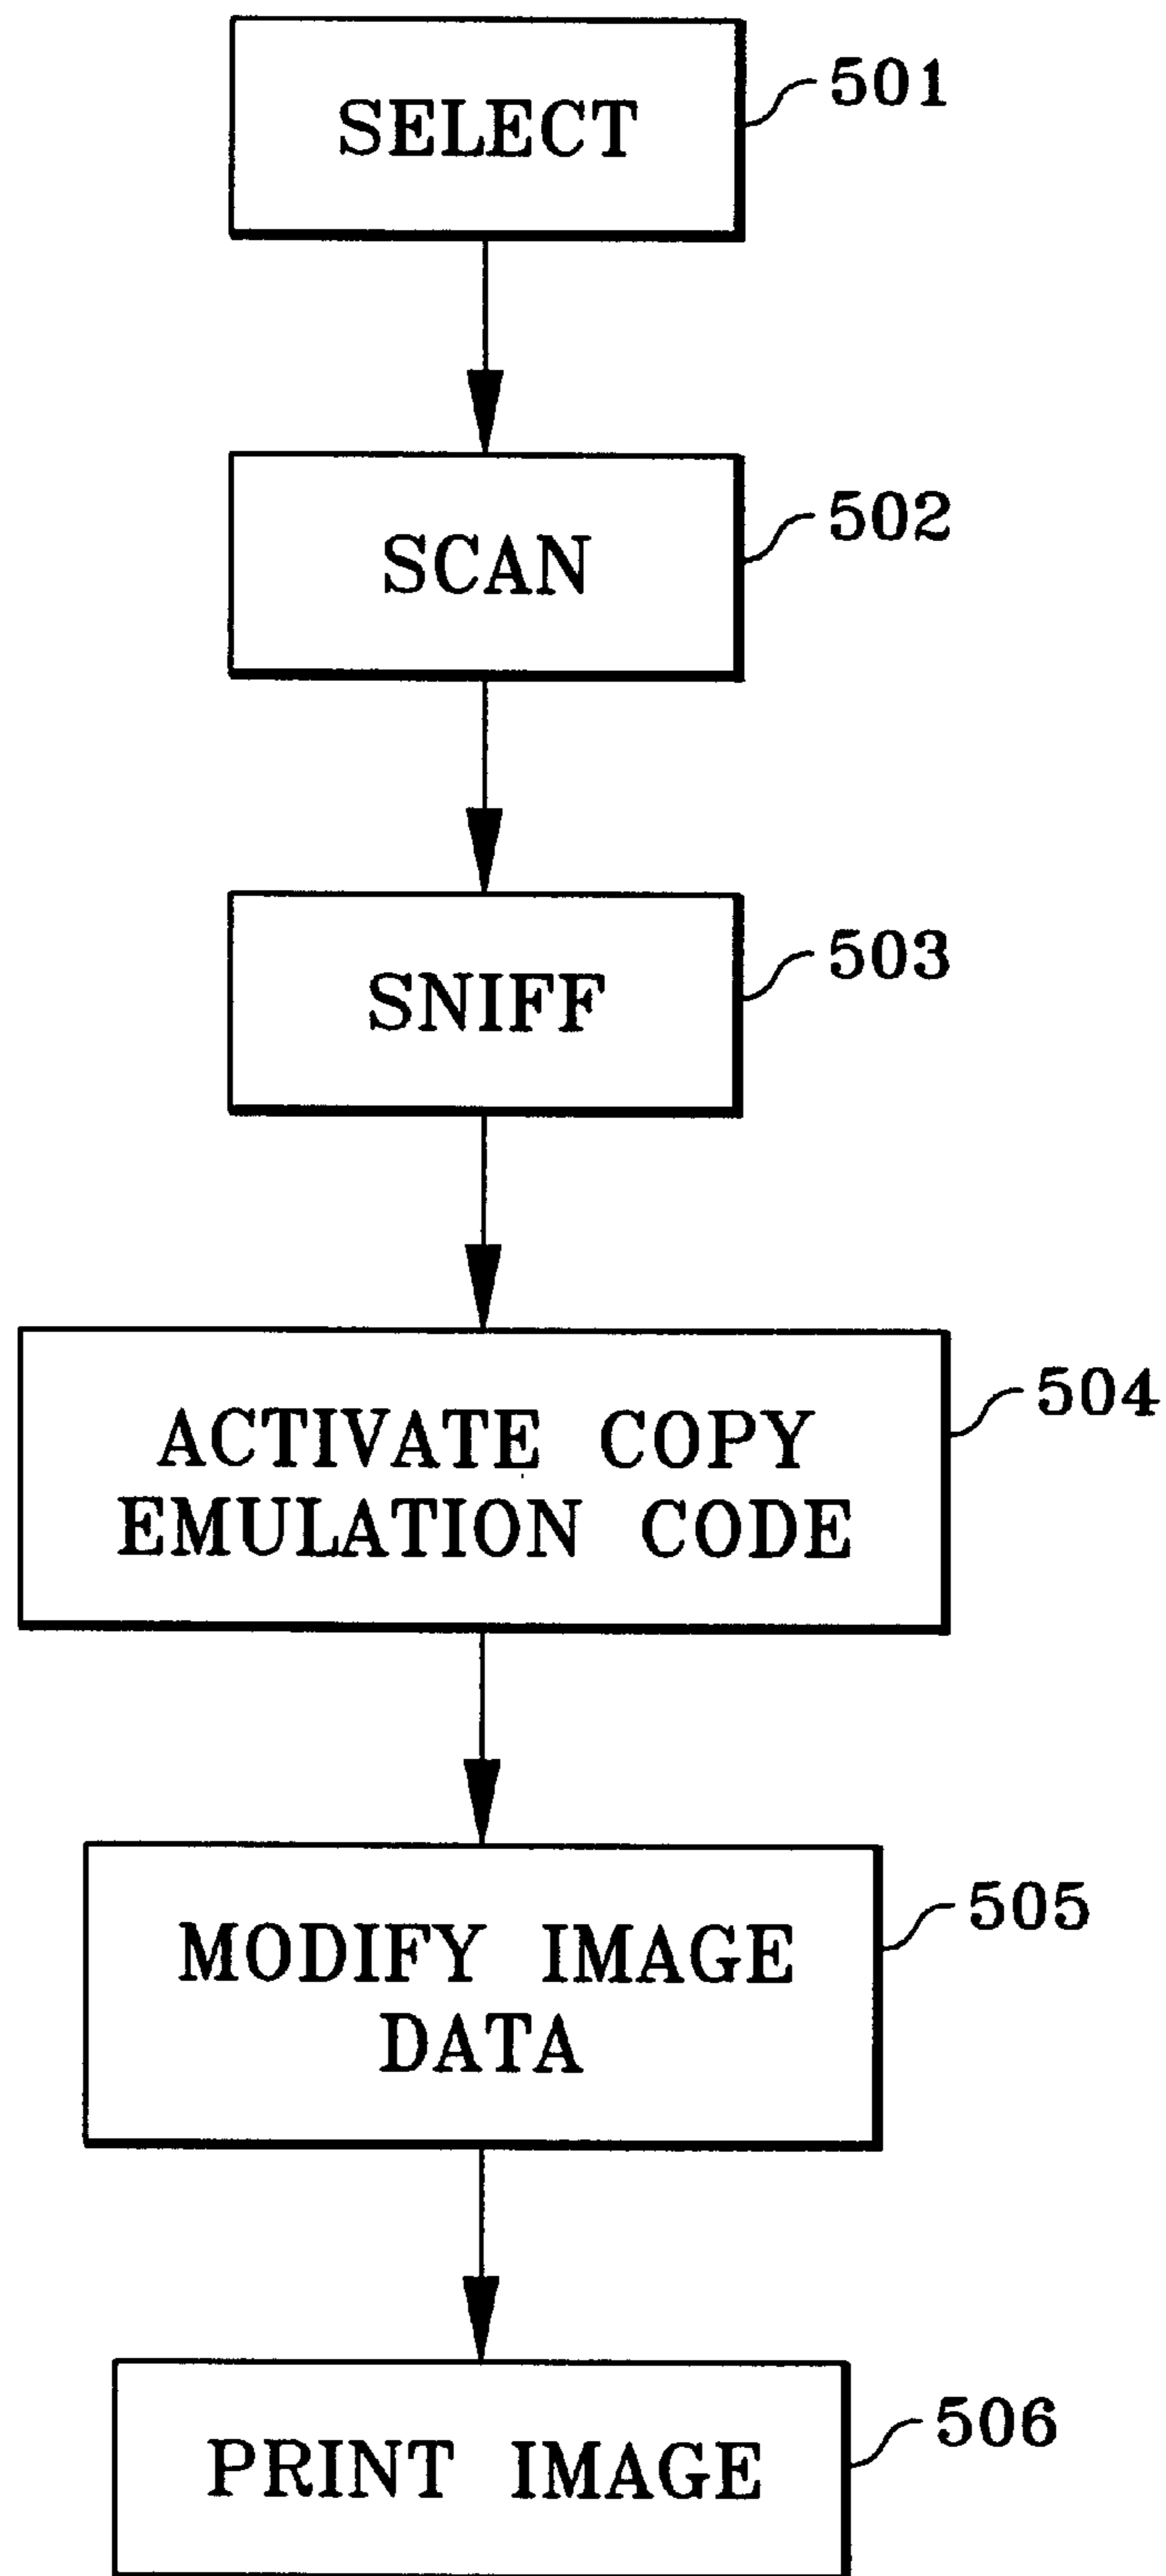 SELECT
501
SCAN
502
SNIFF
503
ACTIVATE COPY
EMULATION CODE
504
MODIFY IMAGE
DATA
505
PRINT IMAGE
506